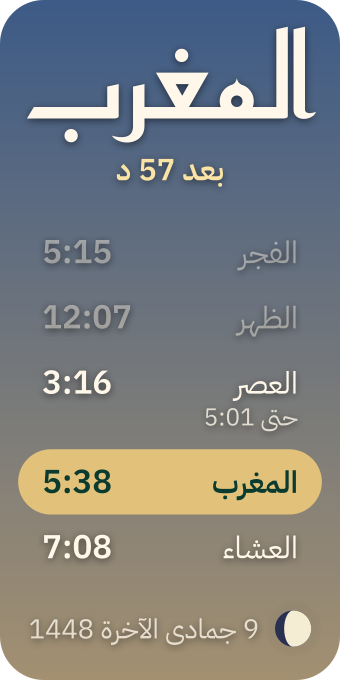 المغرب
بعد 57 د
الفجر 5:15
الظهر 12:07
العصر 3:16
حتى 5:01
المغرب 5:38
العشاء 7:08
9 جمادى الآخرة 1448